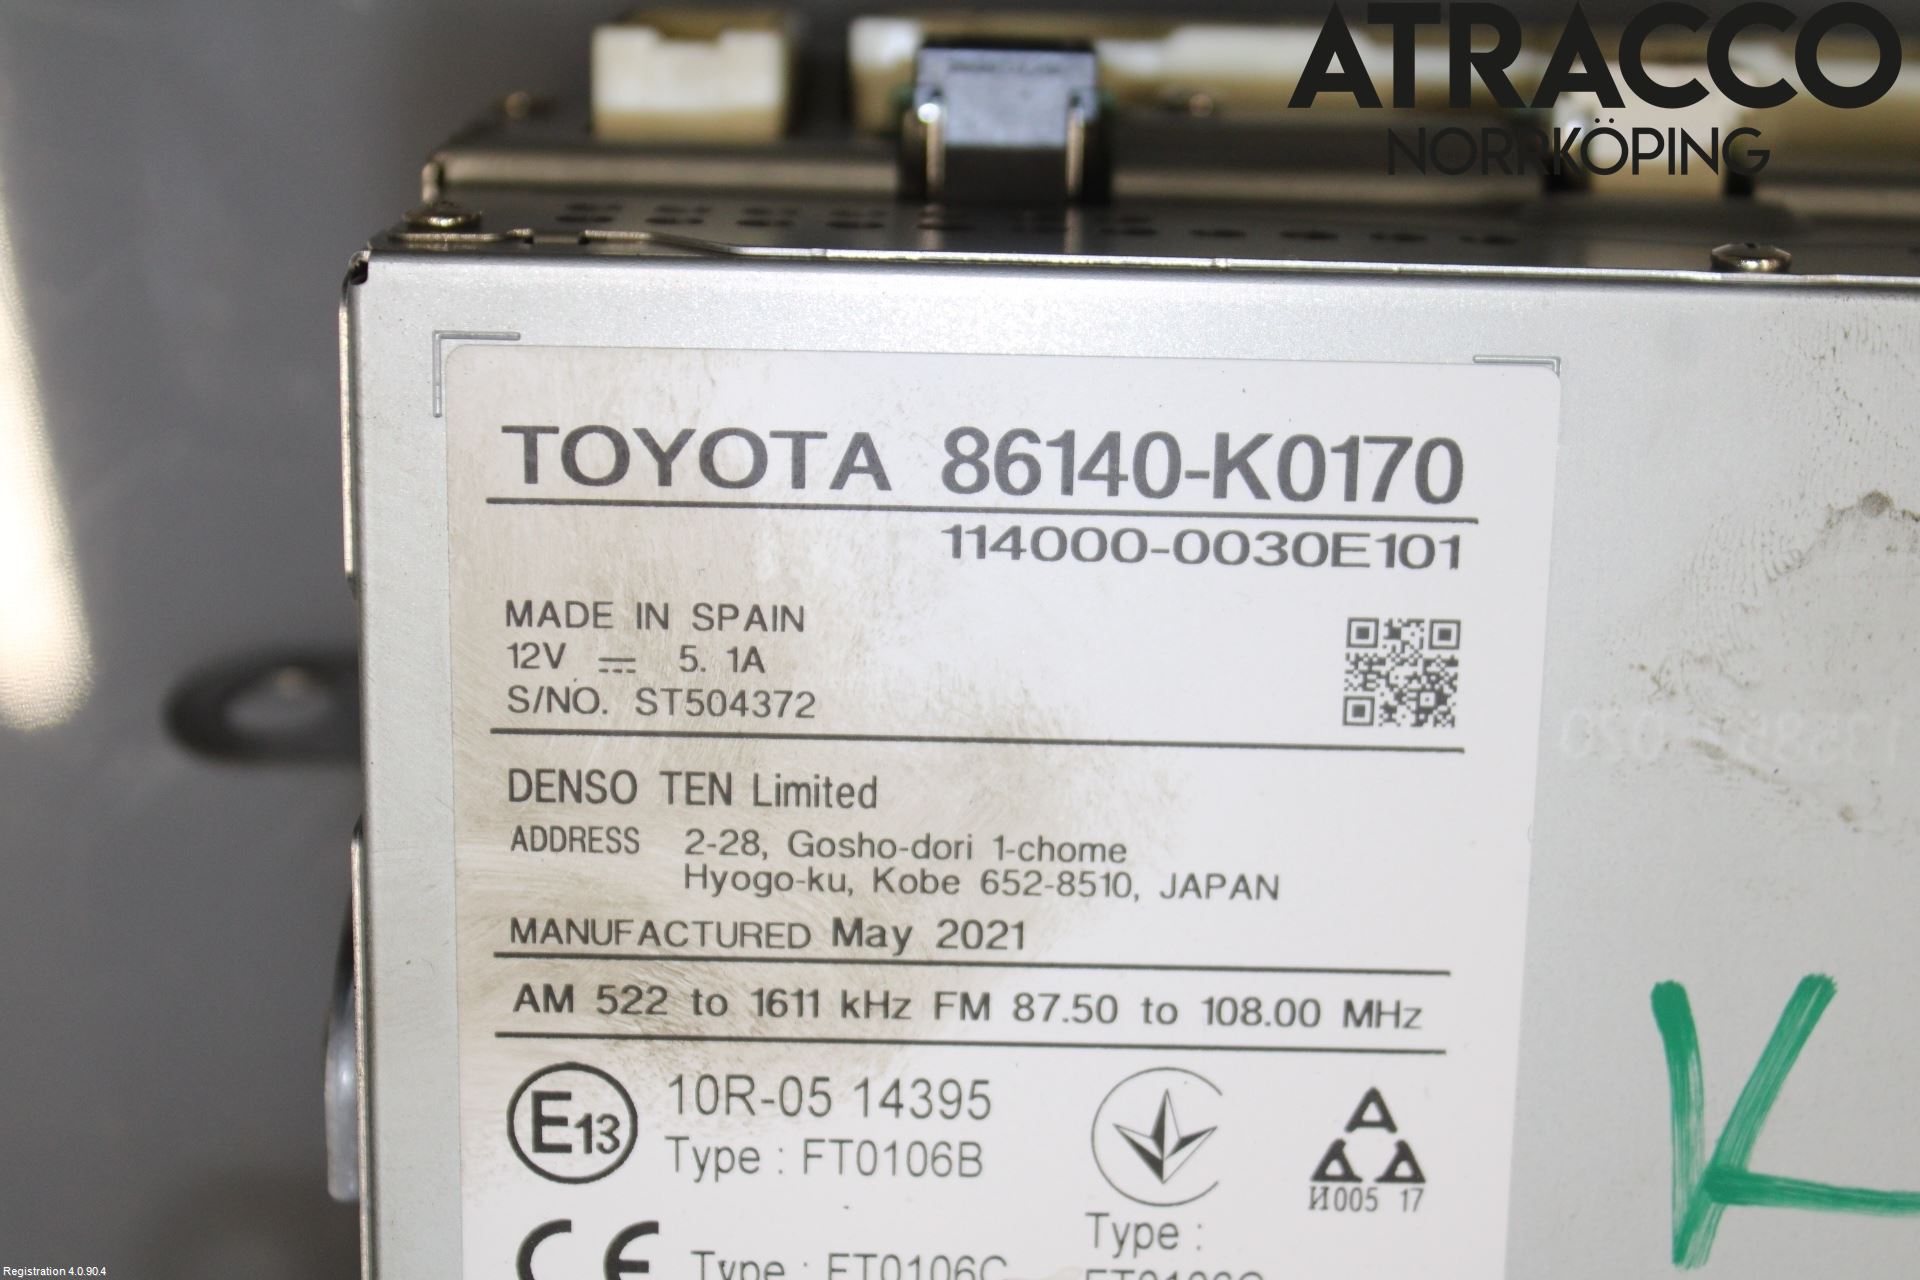 ATRACCO
NORRKÖPING
TOYOTA 86140-K0170
114000-0030E101
MADE IN SPAIN
12V 5.1A
S/NO. ST504372
DENSO TEN Limited
ADDRESS 2-28, Gosho-dori 1-chome
Hyogo-ku, Kobe 652-8510, JAPAN
MANUFACTURED May 2021
AM 522 to 1611 kHz FM 87.50 to 108.00 MHz
E13 10R-05 14395
Type : FT0106B
A
A A
И005 17
CE Type : FT0106C
Type :
K
Registration 4.0.90.4